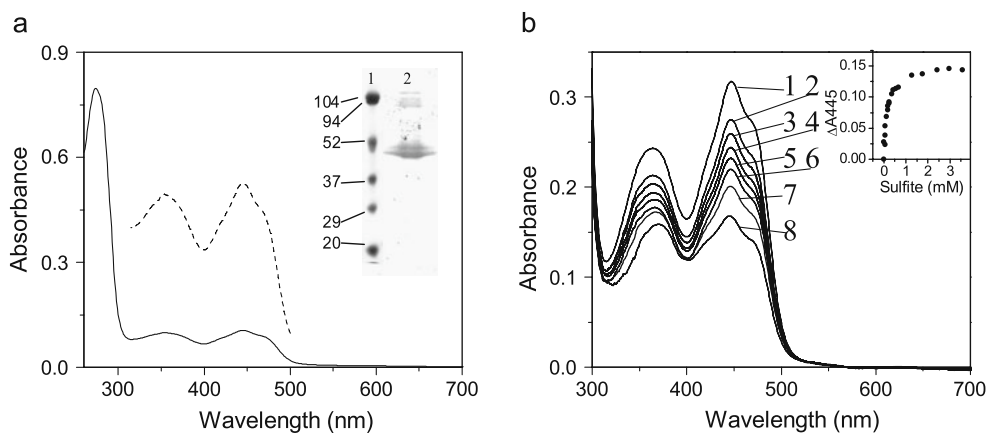 a
0.9
0.6
0.3
0.0
Absorbance
300 400 500 600 700
Wavelength (nm)
1 2
104
94
52
37
29
20
b
0.3
0.2
0.1
0.0
Absorbance
300 400 500 600 700
Wavelength (nm)
1 2
3 4
5 6
7
8
0.15
0.10
0.05
0.00
ΔA445
0 1 2 3
Sulfite (mM)